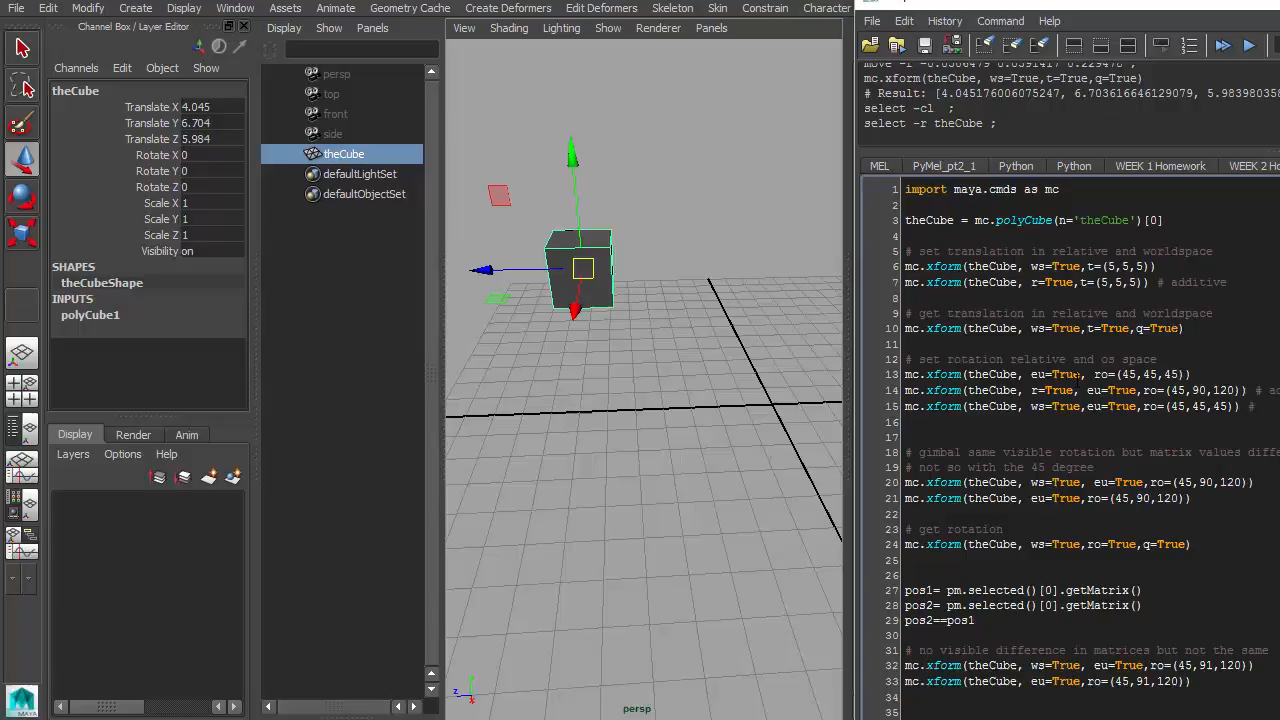 File Edit Modify Create Display Window Assets Animate Geometry Cache Create Deformers Edit Deformers Skeleton Skin Constrain Character
Channel Box / Layer Editor
Channels Edit Object Show
theCube
Translate X 4.045
Translate Y 6.704
Translate Z 5.984
Rotate X 0
Rotate Y 0
Rotate Z 0
Scale X 1
Scale Y 1
Scale Z 1
Visibility on
SHAPES
theCubeShape
INPUTS
polyCube1
Display Render Anim
Layers Options Help
MAYA
Display Show Panels
persp
top
front
side
theCube
defaultLightSet
defaultObjectSet
View Shading Lighting Show Renderer Panels
persp
z
File Edit History Command Help
mc.xform(theCube, ws=True,t=True,q=True)
# Result: [4.045176006075247, 6.703616646129079, 5.983980358
select -cl ;
select -r theCube ;
MEL PyMel_pt2_1 Python Python WEEK 1 Homework WEEK 2 Ho
1 import maya.cmds as mc
2
3 theCube = mc.polyCube(n='theCube')[0]
4
5 # set translation in relative and worldspace
6 mc.xform(theCube, ws=True,t=(5,5,5))
7 mc.xform(theCube, r=True,t=(5,5,5)) # additive
8
9 # get translation in relative and worldspace
10 mc.xform(theCube, ws=True,t=True,q=True)
11
12 # set rotation relative and os space
13 mc.xform(theCube, eu=True, ro=(45,45,45))
14 mc.xform(theCube, r=True, eu=True,ro=(45,90,120)) # ad
15 mc.xform(theCube, ws=True,eu=True,ro=(45,45,45)) #
16
17
18 # gimbal same visible rotation but matrix values diffe
19 # not so with the 45 degree
20 mc.xform(theCube, ws=True, eu=True,ro=(45,90,120))
21 mc.xform(theCube, eu=True,ro=(45,90,120))
22
23 # get rotation
24 mc.xform(theCube, ws=True,ro=True,q=True)
25
26
27 pos1= pm.selected()[0].getMatrix()
28 pos2= pm.selected()[0].getMatrix()
29 pos2==pos1
30
31 # no visible difference in matrices but not the same
32 mc.xform(theCube, ws=True, eu=True,ro=(45,91,120))
33 mc.xform(theCube, eu=True,ro=(45,91,120))
34
35